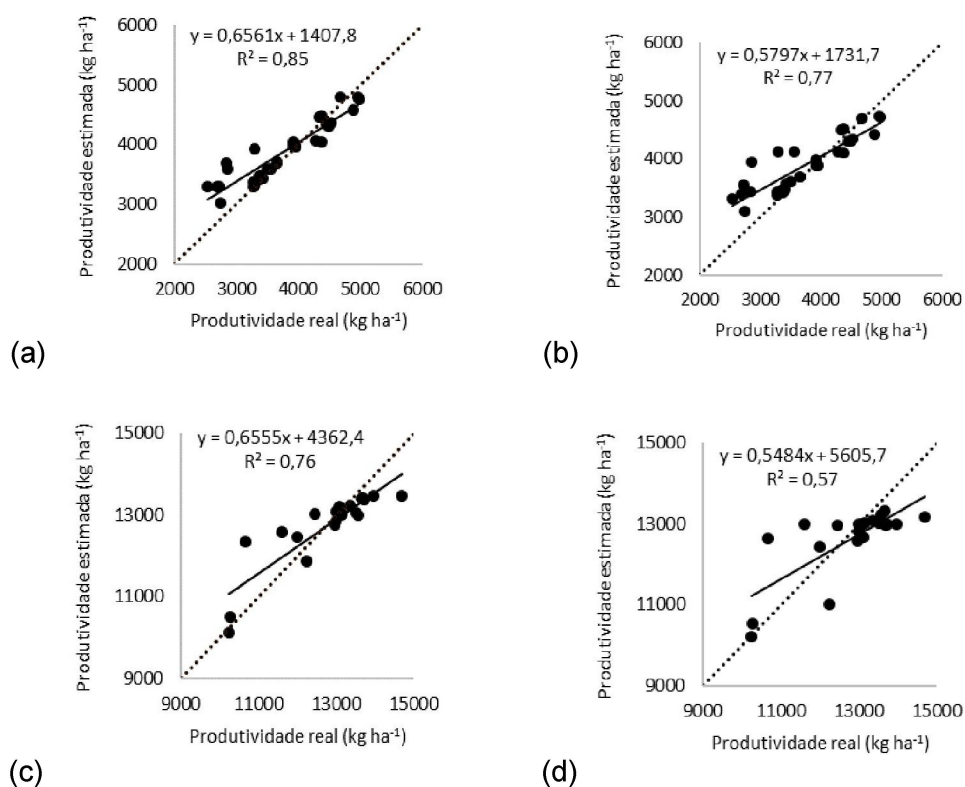 y = 0,6561x + 1407,8
R² = 0,85
Produtividade estimada (kg ha⁻¹)
6000
5000
4000
3000
2000
2000 3000 4000 5000 6000
Produtividade real (kg ha⁻¹)
(a)
y = 0,5797x + 1731,7
R² = 0,77
Produtividade estimada (kg ha⁻¹)
6000
5000
4000
3000
2000
2000 3000 4000 5000 6000
Produtividade real (kg ha⁻¹)
(b)
y = 0,6555x + 4362,4
R² = 0,76
Produtividade estimada (kg ha⁻¹)
15000
13000
11000
9000
9000 11000 13000 15000
Produtividade real (kg ha⁻¹)
(c)
y = 0,5484x + 5605,7
R² = 0,57
Produtividade estimada (kg ha⁻¹)
15000
13000
11000
9000
9000 11000 13000 15000
Produtividade real (kg ha⁻¹)
(d)